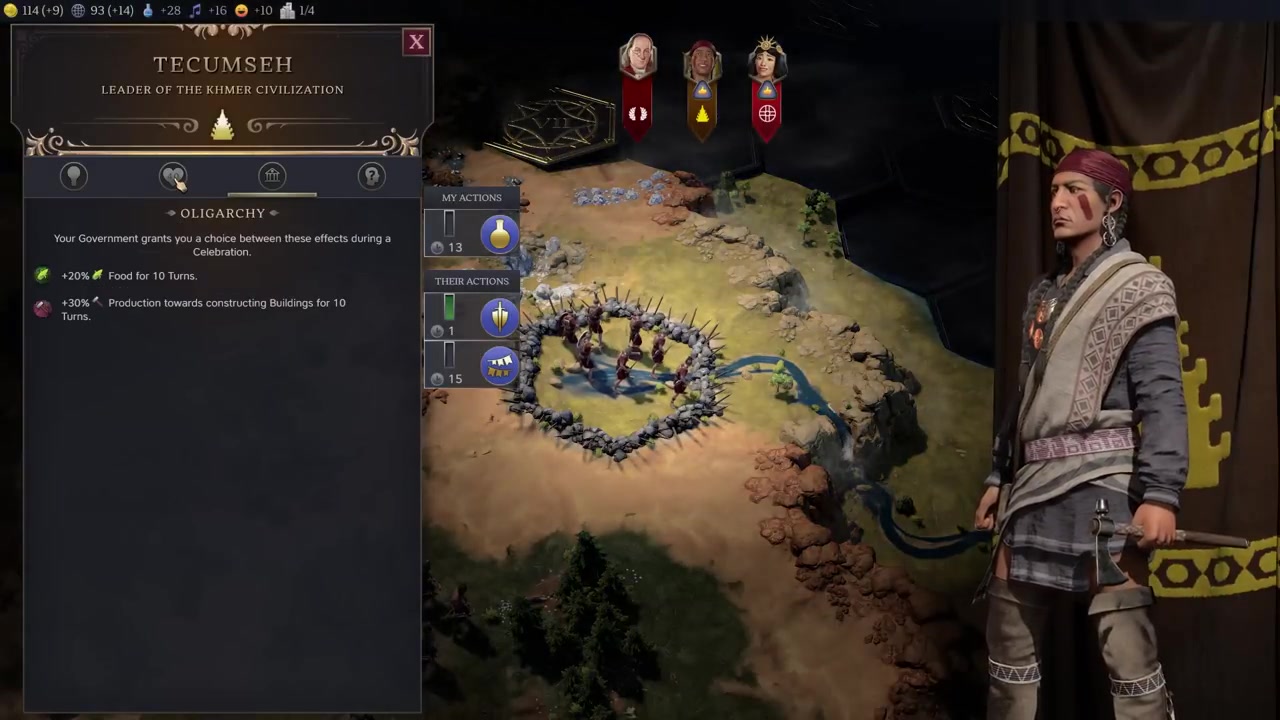 114 (+9) 93 (+14) +28 +16 +10 1/4
X
TECUMSEH
LEADER OF THE KHMER CIVILIZATION
OLIGARCHY
Your Government grants you a choice between these effects during a
Celebration.
+20% Food for 10 Turns.
+30% Production towards constructing Buildings for 10
Turns.
MY ACTIONS
13
THEIR ACTIONS
1
15
VII